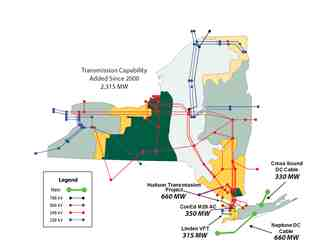 Transmission Capability
Added Since 2000
2,315 MW
Cross Sound
DC Cable
330 MW
Hudson Transmission
Project
660 MW
ConEd M29 AC
350 MW
Linden VFT
315 MW
Neptune DC
Cable
660 MW
Legend
New
765 kV
500 kV
345 kV
230 kV